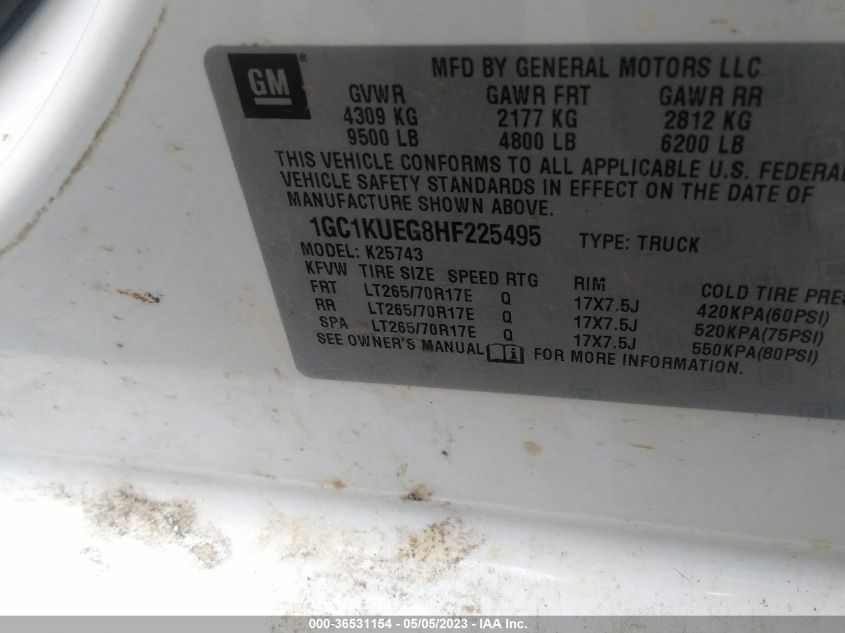 GM
MFD BY GENERAL MOTORS LLC
GVWR GAWR FRT GAWR RR
4309 KG 2177 KG 2812 KG
9500 LB 4800 LB 6200 LB
THIS VEHICLE CONFORMS TO ALL APPLICABLE U.S. FEDERAL
VEHICLE SAFETY STANDARDS IN EFFECT ON THE DATE OF
MANUFACTURE SHOWN ABOVE.
1GC1KUEG8HF225495 TYPE: TRUCK
MODEL: K25743
KFVW TIRE SIZE SPEED RTG RIM COLD TIRE PRES
FRT LT265/70R17E Q 17X7.5J 420KPA(60PSI)
RR LT265/70R17E Q 17X7.5J 520KPA(75PSI)
SPA LT265/70R17E Q 17X7.5J 550KPA(80PSI)
SEE OWNER'S MANUAL i FOR MORE INFORMATION.
000-36531154 - 05/05/2023 - iaai.com